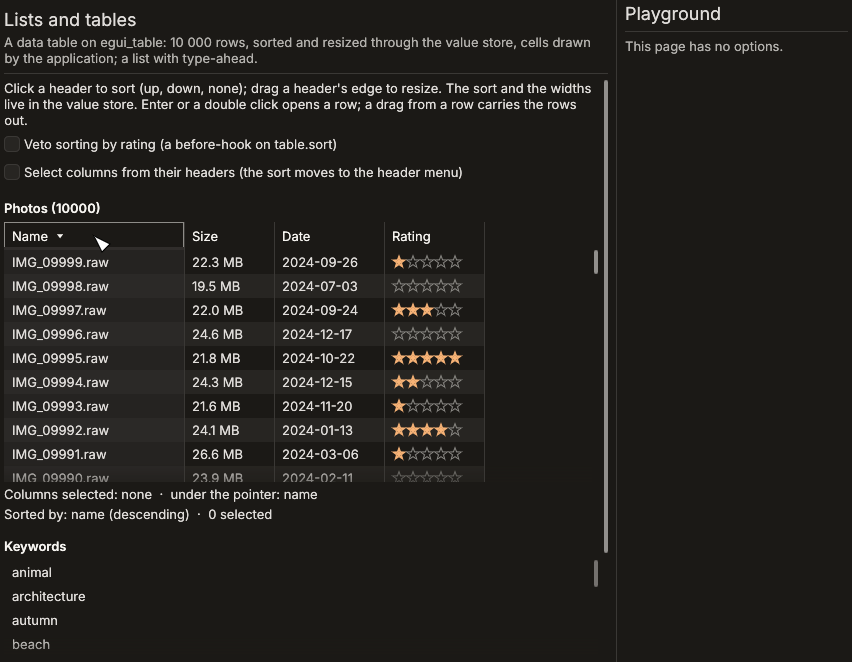 Lists and tables
A data table on egui_table: 10 000 rows, sorted and resized through the value store, cells drawn
by the application; a list with type-ahead.
Click a header to sort (up, down, none); drag a header's edge to resize. The sort and the widths
live in the value store. Enter or a double click opens a row; a drag from a row carries the rows
out.
Veto sorting by rating (a before-hook on table.sort)
Select columns from their headers (the sort moves to the header menu)
Photos (10000)
Name Size Date Rating
IMG_09999.raw 22.3 MB 2024-09-26
IMG_09998.raw 19.5 MB 2024-07-03
IMG_09997.raw 22.0 MB 2024-09-24
IMG_09996.raw 24.6 MB 2024-12-17
IMG_09995.raw 21.8 MB 2024-10-22
IMG_09994.raw 24.3 MB 2024-12-15
IMG_09993.raw 21.6 MB 2024-11-20
IMG_09992.raw 24.1 MB 2024-01-13
IMG_09991.raw 26.6 MB 2024-03-06
IMG_09990.raw 23.9 MB 2024-02-11
Columns selected: none · under the pointer: name
Sorted by: name (descending) · 0 selected
Keywords
animal
architecture
autumn
beach
Playground
This page has no options.